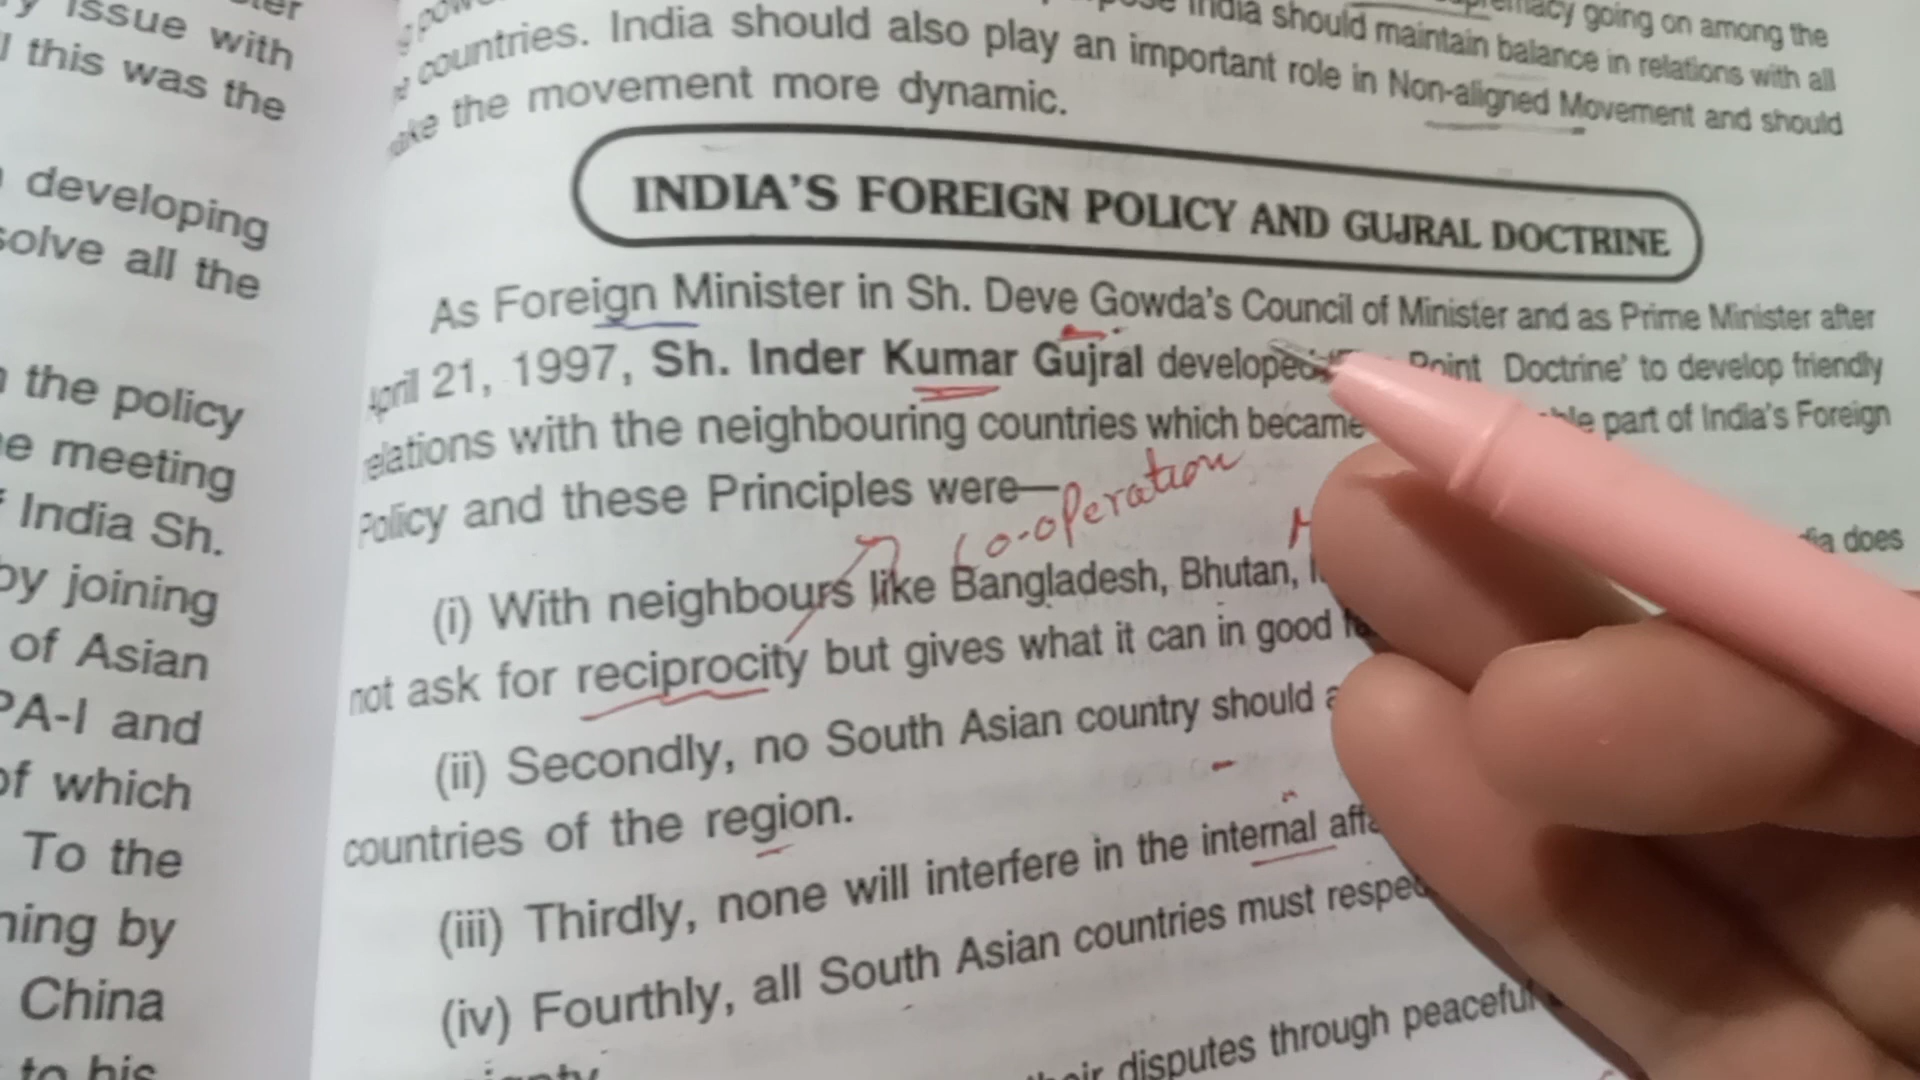 ter
issue with
this was the
developing
solve all the
the policy
meeting
India Sh.
by joining
of Asian
PA-I and
of which
To the
ning by
China
to his
India should maintain balance in relations with all
going on among the
countries. India should also play an important role in Non-aligned Movement and should
the movement more dynamic.
INDIA'S FOREIGN POLICY AND GUJRAL DOCTRINE
As Foreign Minister in Sh. Deve Gowda's Council of Minister and as Prime Minister after
April 21, 1997, Sh. Inder Kumar Gujral developed Point Doctrine' to develop friendly
relations with the neighbouring countries which became part of India's Foreign
Policy and these Principles were—
Co-operation
(i) With neighbours like Bangladesh, Bhutan, does
not ask for reciprocity but gives what it can in good
(ii) Secondly, no South Asian country should
countries of the region.
(iii) Thirdly, none will interfere in the internal
(iv) Fourthly, all South Asian countries must
disputes through peaceful